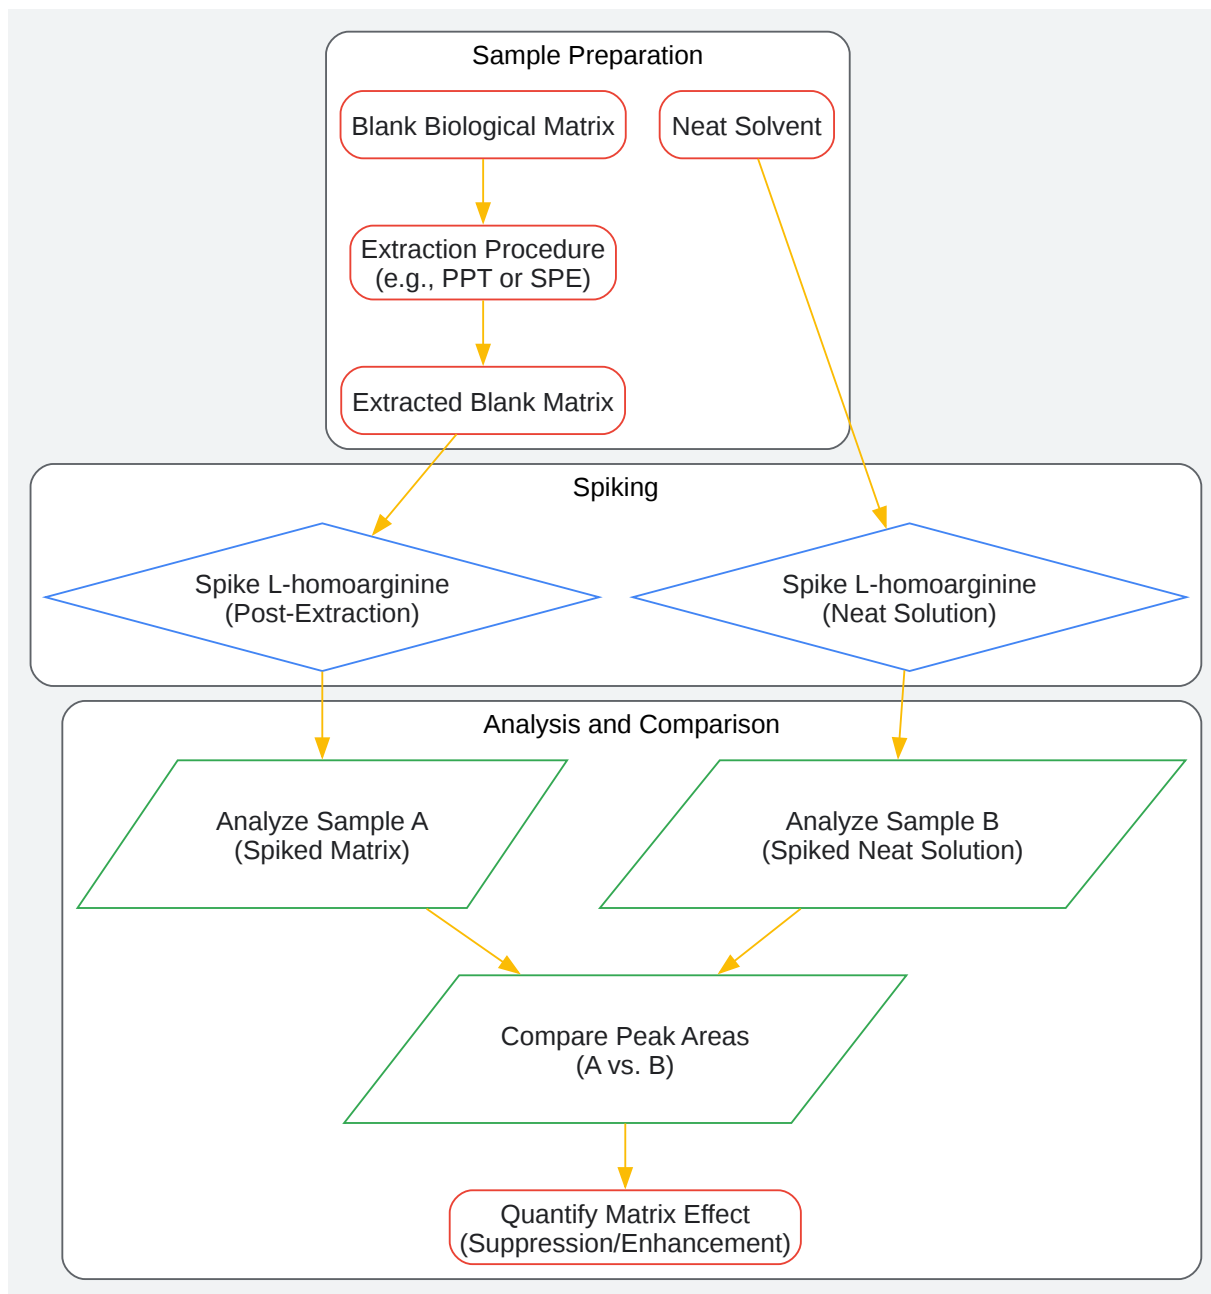 Sample Preparation
Blank Biological Matrix
Neat Solvent
Extraction Procedure
(e.g., PPT or SPE)
Extracted Blank Matrix
Spiking
Spike L-homoarginine
(Post-Extraction)
Spike L-homoarginine
(Neat Solution)
Analysis and Comparison
Analyze Sample A
(Spiked Matrix)
Analyze Sample B
(Spiked Neat Solution)
Compare Peak Areas
(A vs. B)
Quantify Matrix Effect
(Suppression/Enhancement)